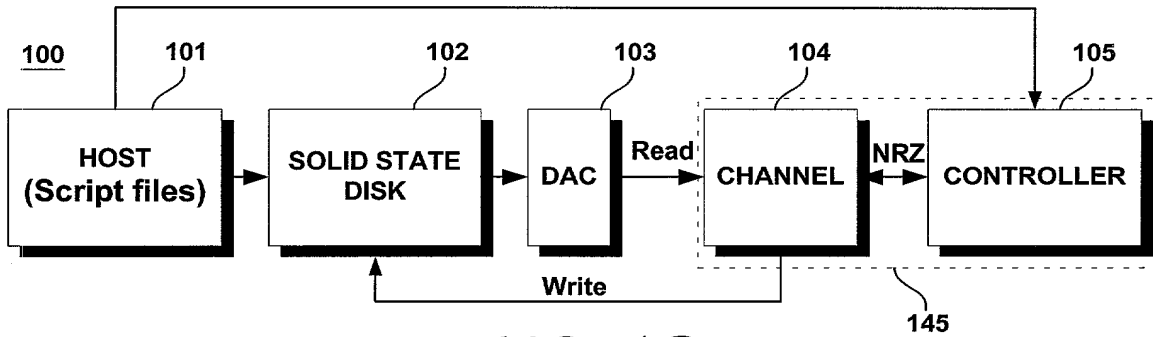 100
101
102
103
104
105
HOST
(Script files)
SOLID STATE
DISK
DAC
Read
CHANNEL
NRZ
CONTROLLER
Write
145